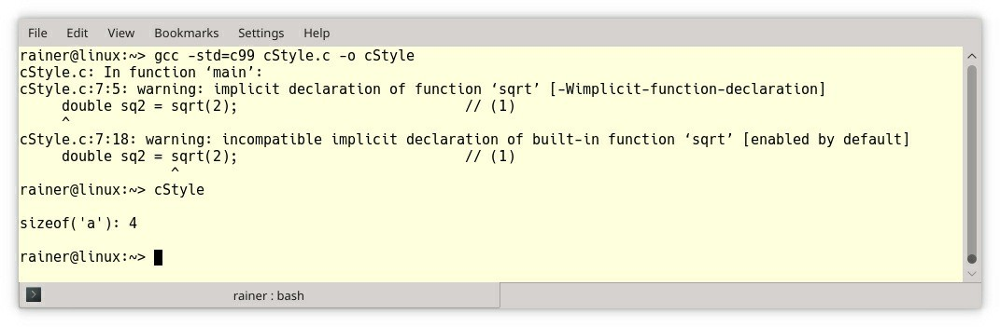 File Edit View Bookmarks Settings Help
rainer@linux:~> gcc -std=c99 cStyle.c -o cStyle
cStyle.c: In function ‘main’:
cStyle.c:7:5: warning: implicit declaration of function ‘sqrt’ [-Wimplicit-function-declaration]
     double sq2 = sqrt(2);                           // (1)
     ^
cStyle.c:7:18: warning: incompatible implicit declaration of built-in function ‘sqrt’ [enabled by default]
     double sq2 = sqrt(2);                           // (1)
                  ^
rainer@linux:~> cStyle
sizeof('a'): 4
rainer@linux:~>
rainer : bash